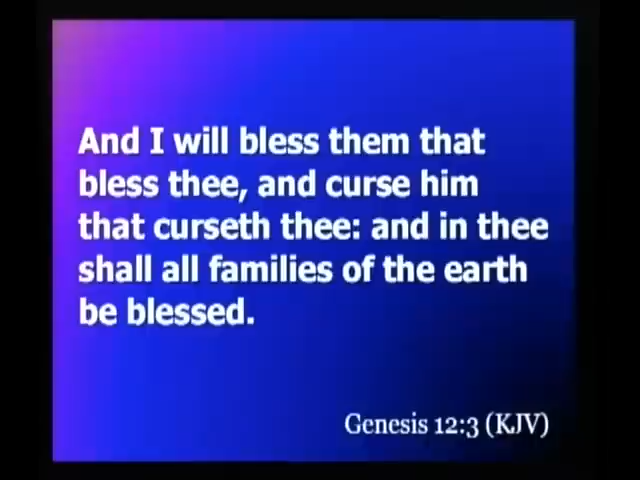 And I will bless them that
bless thee, and curse him
that curseth thee: and in thee
shall all families of the earth
be blessed.
Genesis 12:3 (KJV)